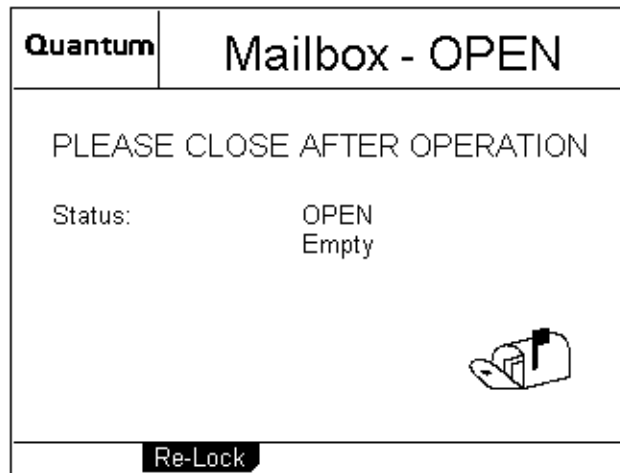 Quantum
Mailbox - OPEN
PLEASE CLOSE AFTER OPERATION
Status: OPEN
Empty
Re-Lock